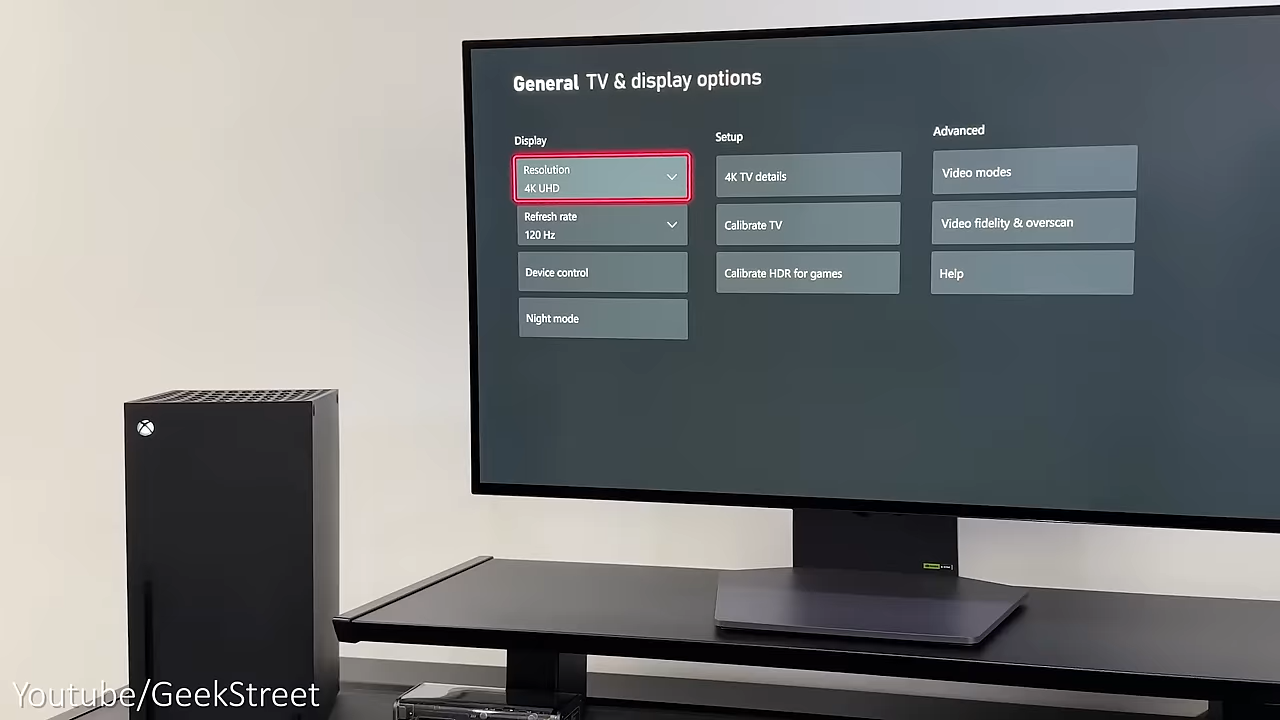 General TV & display options
Display
Resolution
4K UHD
Refresh rate
120 Hz
Device control
Night mode
Setup
4K TV details
Calibrate TV
Calibrate HDR for games
Advanced
Video modes
Video fidelity & overscan
Help
Youtube/GeekStreet